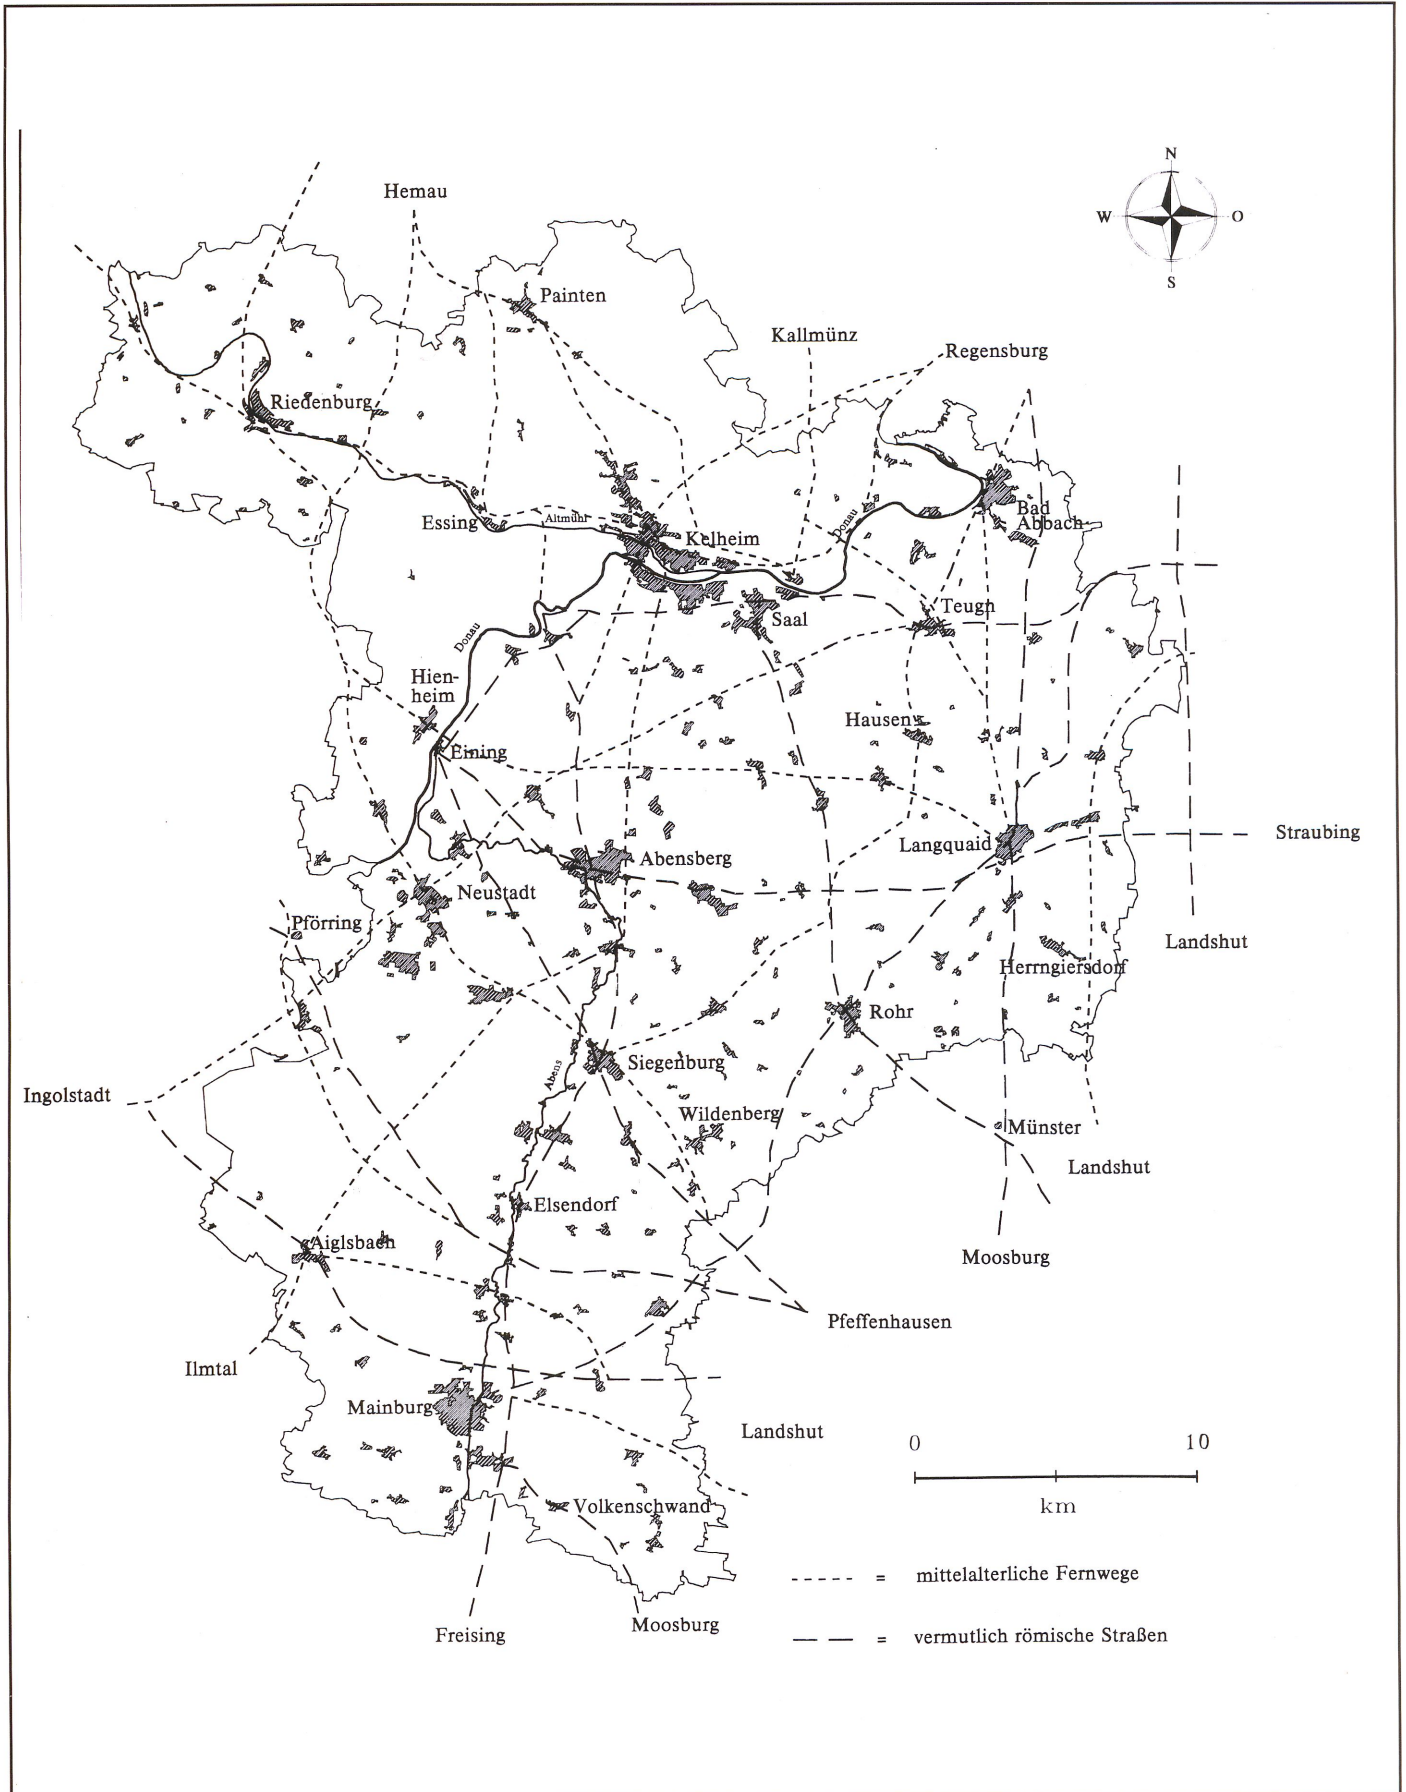 N
Hemau
W
O
S
Painten
Kallmünz
Regensburg
Riedenburg
Bad
Abbach
Essing
Altmühl
Donau
Kelheim
Teugn
Saal
Donau
Hien-
heim
Hausen
Eining
Straubing
Langquaid
Abensberg
Neustadt
Pförring
Landshut
Herrngiersdorf
Rohr
Siegenburg
Abens
Ingolstadt
Wildenberg
Münster
Landshut
Elsendorf
Aiglsbach
Moosburg
Pfeffenhausen
Ilmtal
Mainburg
Landshut
0
10
km
Volkenschwand
mittelalterliche Fernwege
=
Moosburg
Freising
=
vermutlich römische Straßen